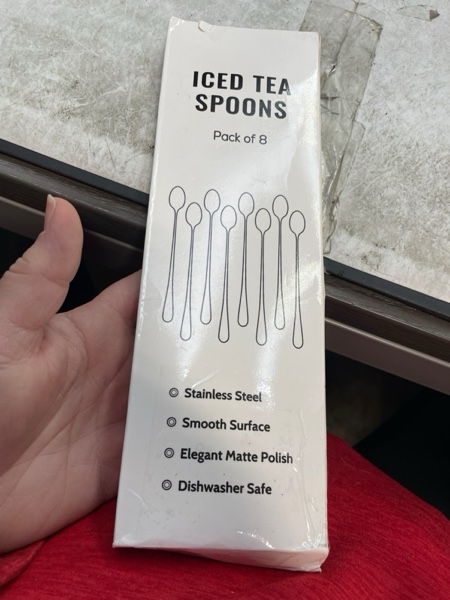 ICED TEA
SPOONS
Pack of 8
Stainless Steel
Smooth Surface
Elegant Matte Polish
Dishwasher Safe